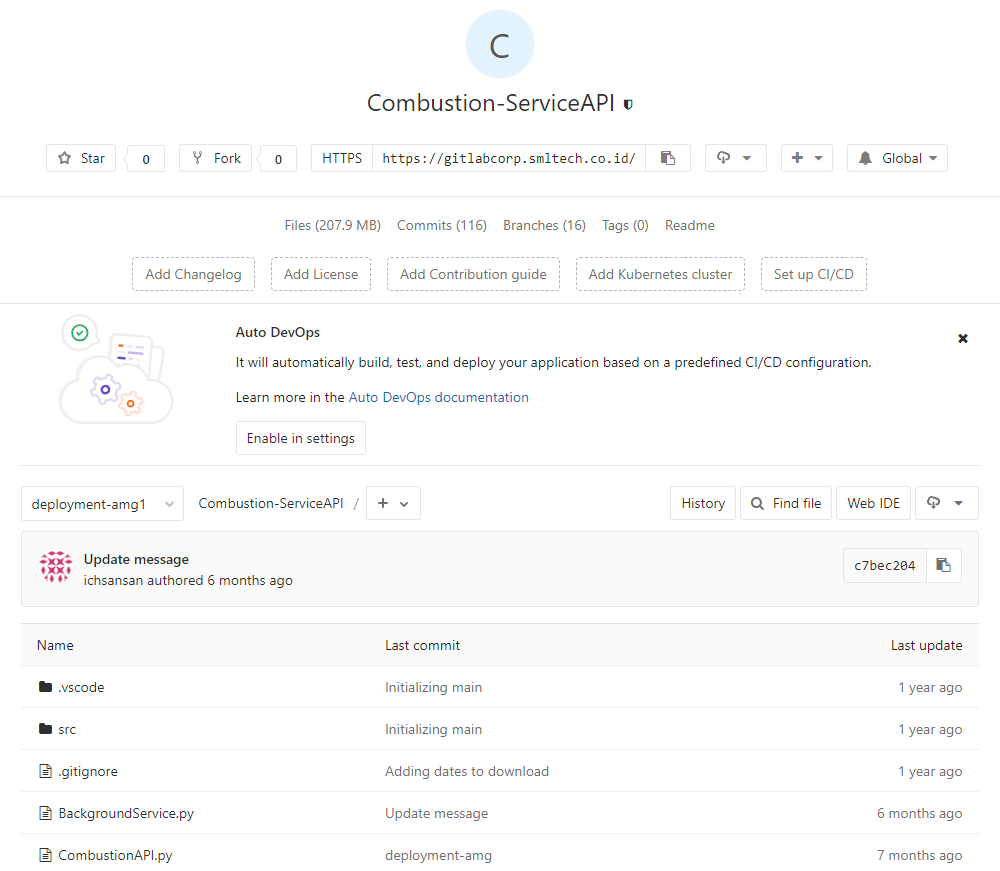 C
Combustion-ServiceAPI
Star 0 Fork 0 HTTPS https://gitlabcorp.smltech.co.id/ Global
Files (207.9 MB) Commits (116) Branches (16) Tags (0) Readme
Add Changelog Add License Add Contribution guide Add Kubernetes cluster Set up CI/CD
Auto DevOps
It will automatically build, test, and deploy your application based on a predefined CI/CD configuration.
Learn more in the Auto DevOps documentation
Enable in settings
deployment-amg1 Combustion-ServiceAPI / + History Find file Web IDE
Update message
ichsansan authored 6 months ago
c7bec204
Name Last commit Last update
.vscode Initializing main 1 year ago
src Initializing main 1 year ago
.gitignore Adding dates to download 1 year ago
BackgroundService.py Update message 6 months ago
CombustionAPI.py deployment-amg 7 months ago